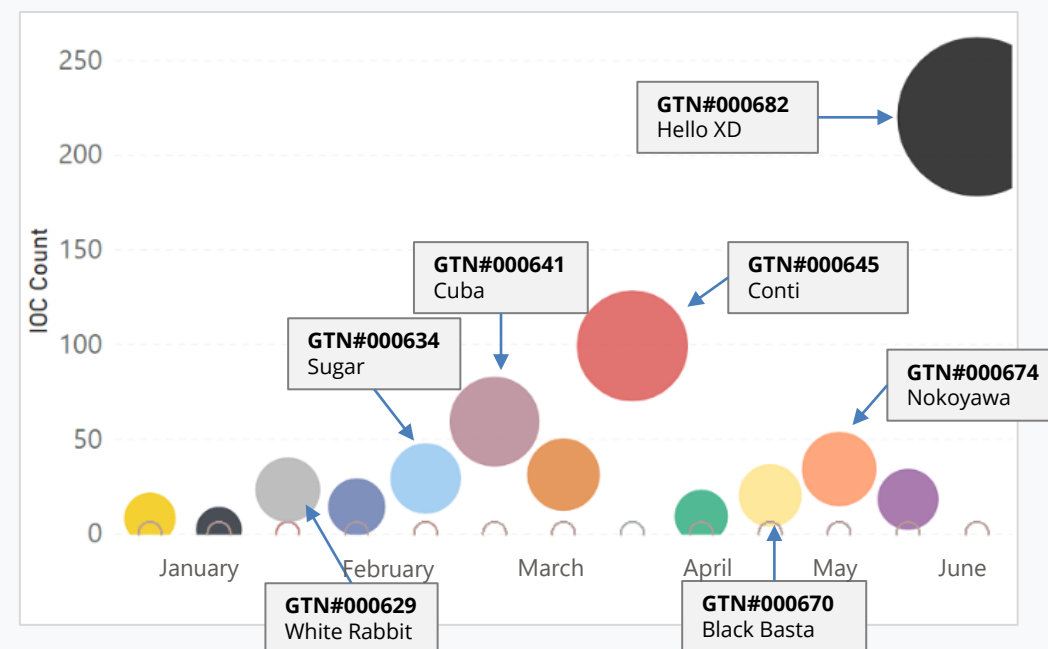 250
GTN#000682
Hello XD
200
IOC Count
150
GTN#000641
Cuba
GTN#000645
Conti
100
GTN#000634
Sugar
GTN#000674
Nokoyawa
50
0
January
February
March
April
May
June
GTN#000629
White Rabbit
GTN#000670
Black Basta